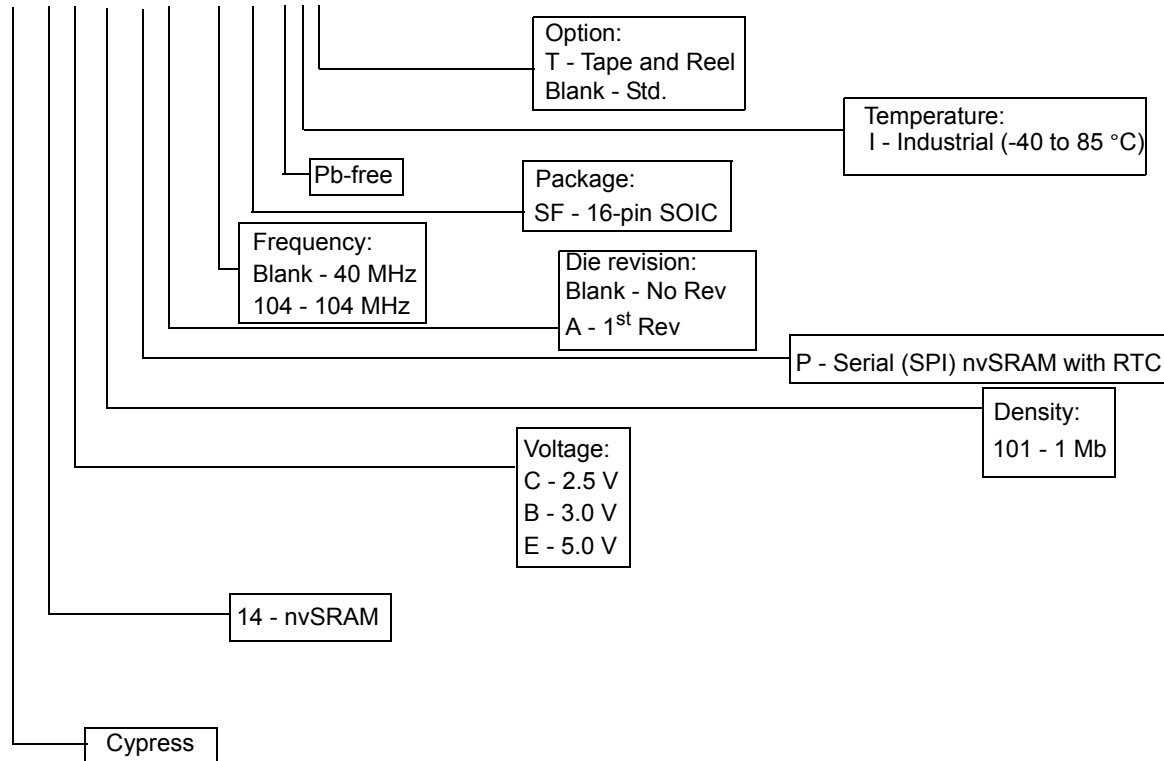 Option:
T - Tape and Reel
Blank - Std.
Temperature:
I - Industrial (-40 to 85 °C)
Pb-free
Package:
SF - 16-pin SOIC
Frequency:
Blank - 40 MHz
104 - 104 MHz
Die revision:
Blank - No Rev
A - 1st Rev
P - Serial (SPI) nvSRAM with RTC
Density:
101 - 1 Mb
Voltage:
C - 2.5 V
B - 3.0 V
E - 5.0 V
14 - nvSRAM
Cypress